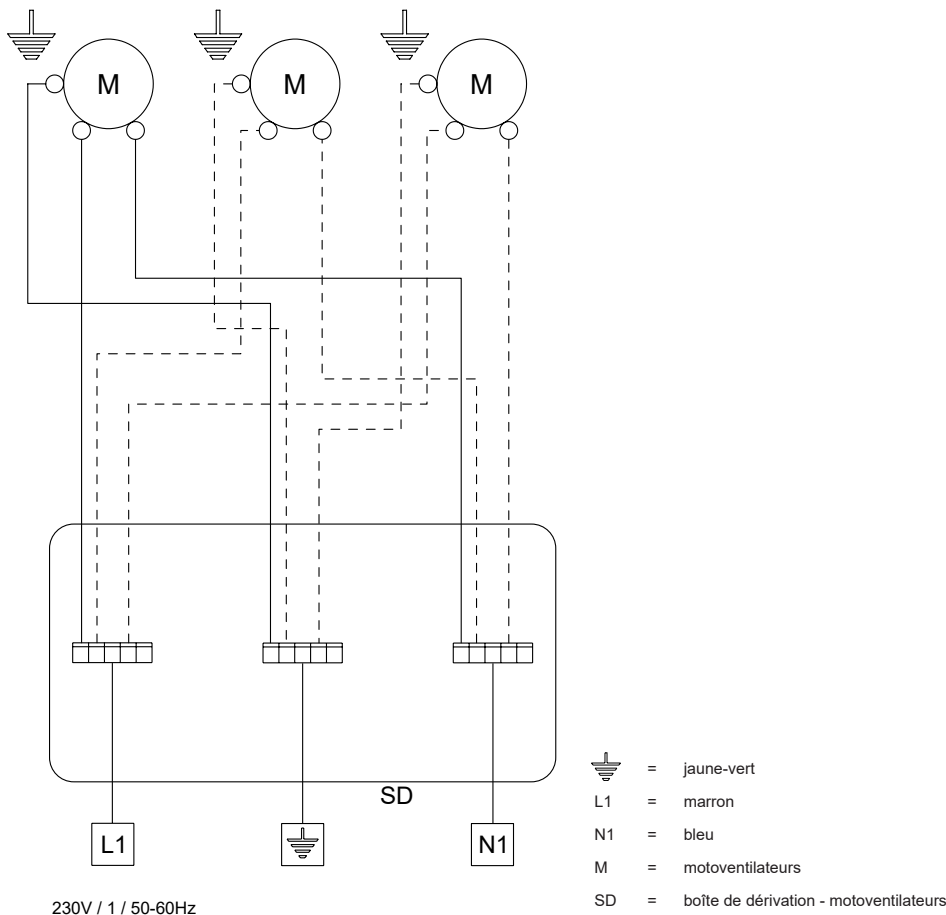 M M M
SD
L1 N1
230V / 1 / 50-60Hz
= jaune-vert
L1 = marron
N1 = bleu
M = motoventilateurs
SD = boîte de dérivation - motoventilateurs